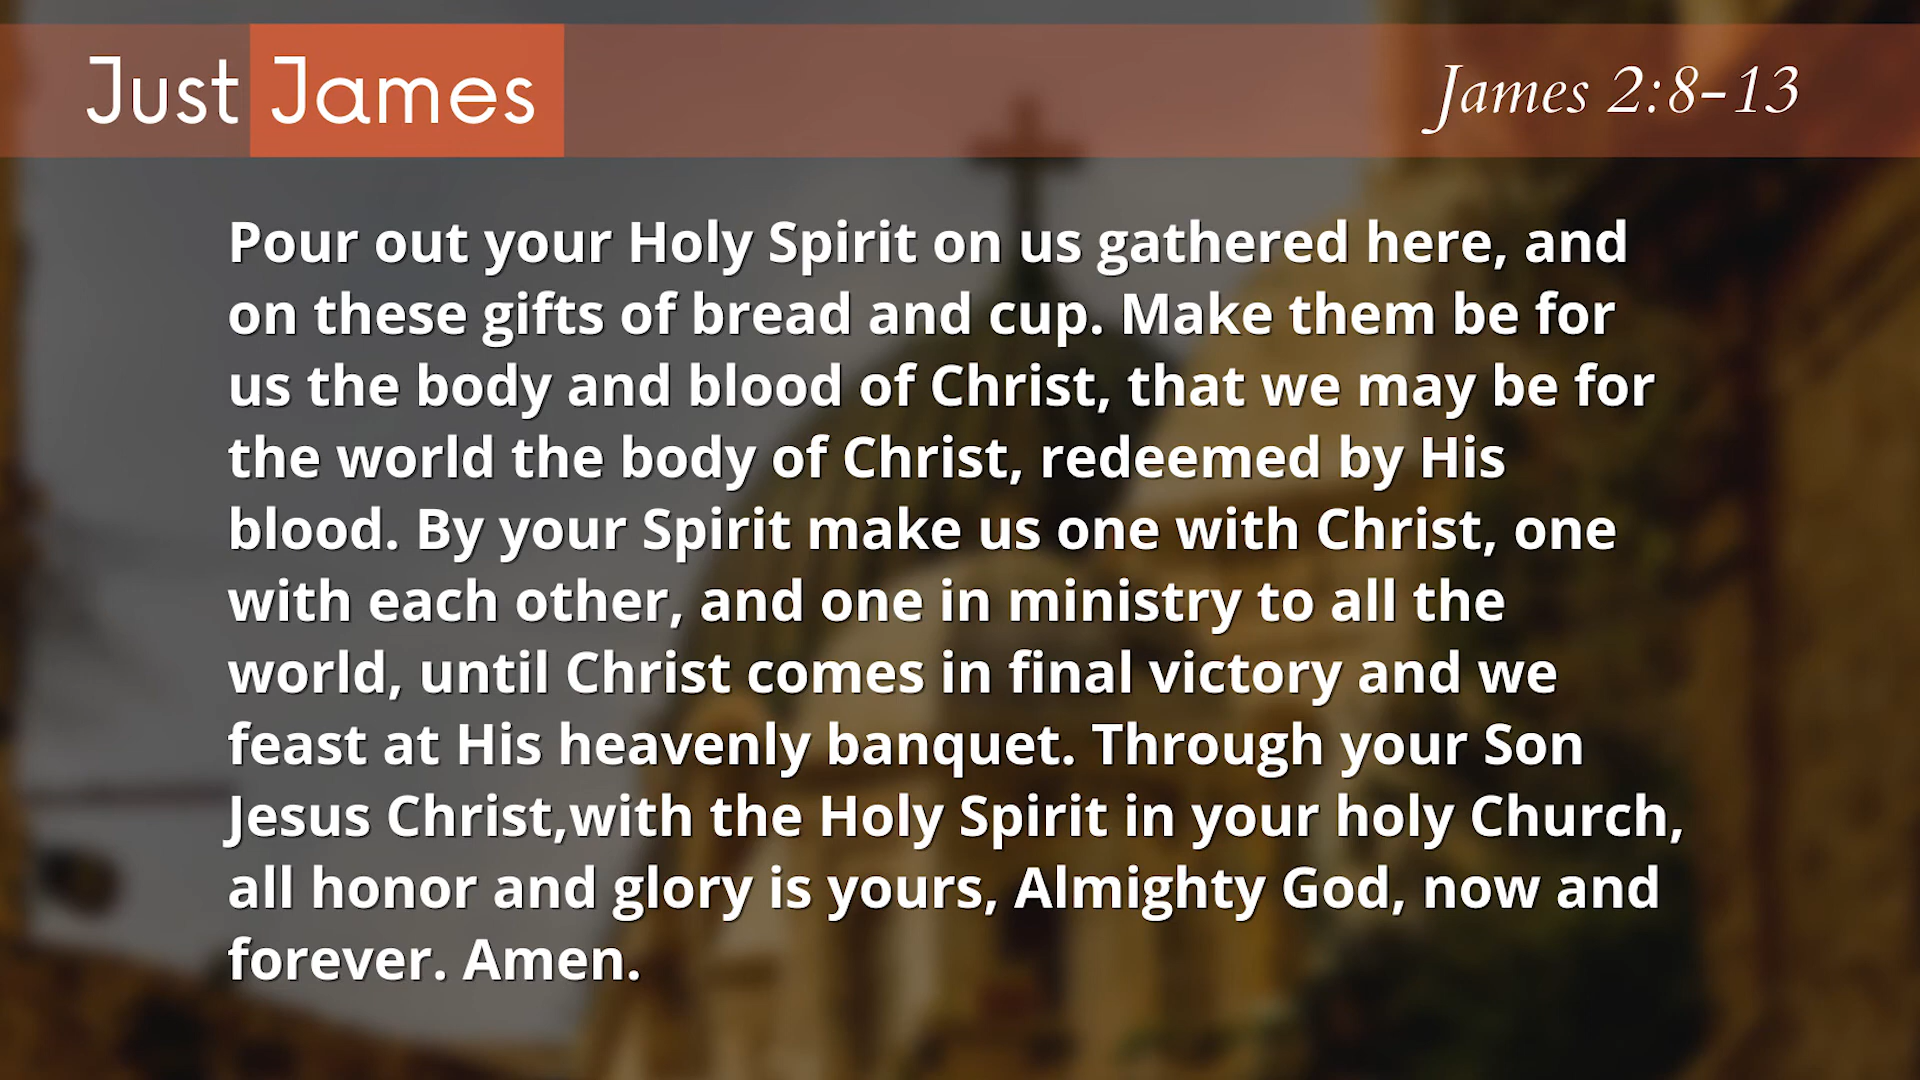 Just James
James 2:8-13
Pour out your Holy Spirit on us gathered here, and
on these gifts of bread and cup. Make them be for
us the body and blood of Christ, that we may be for
the world the body of Christ, redeemed by His
blood. By your Spirit make us one with Christ, one
with each other, and one in ministry to all the
world, until Christ comes in final victory and we
feast at His heavenly banquet. Through your Son
Jesus Christ,with the Holy Spirit in your holy Church,
all honor and glory is yours, Almighty God, now and
forever. Amen.